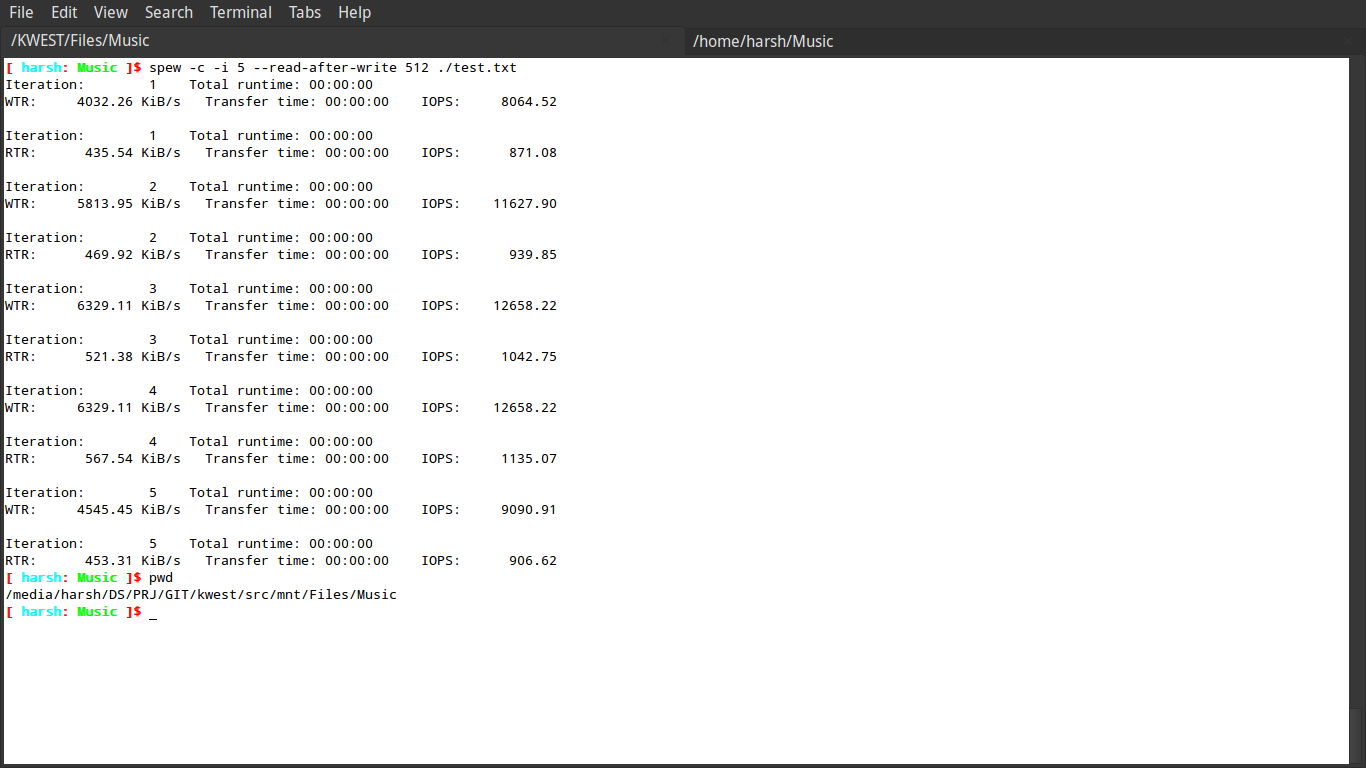 File Edit View Search Terminal Tabs Help
/KWEST/Files/Music /home/harsh/Music
[ harsh: Music ]$ spew -c -i 5 --read-after-write 512 ./test.txt
Iteration: 1 Total runtime: 00:00:00
WTR: 4032.26 KiB/s Transfer time: 00:00:00 IOPS: 8064.52
Iteration: 1 Total runtime: 00:00:00
RTR: 435.54 KiB/s Transfer time: 00:00:00 IOPS: 871.08
Iteration: 2 Total runtime: 00:00:00
WTR: 5813.95 KiB/s Transfer time: 00:00:00 IOPS: 11627.90
Iteration: 2 Total runtime: 00:00:00
RTR: 469.92 KiB/s Transfer time: 00:00:00 IOPS: 939.85
Iteration: 3 Total runtime: 00:00:00
WTR: 6329.11 KiB/s Transfer time: 00:00:00 IOPS: 12658.22
Iteration: 3 Total runtime: 00:00:00
RTR: 521.38 KiB/s Transfer time: 00:00:00 IOPS: 1042.75
Iteration: 4 Total runtime: 00:00:00
WTR: 6329.11 KiB/s Transfer time: 00:00:00 IOPS: 12658.22
Iteration: 4 Total runtime: 00:00:00
RTR: 567.54 KiB/s Transfer time: 00:00:00 IOPS: 1135.07
Iteration: 5 Total runtime: 00:00:00
WTR: 4545.45 KiB/s Transfer time: 00:00:00 IOPS: 9090.91
Iteration: 5 Total runtime: 00:00:00
RTR: 453.31 KiB/s Transfer time: 00:00:00 IOPS: 906.62
[ harsh: Music ]$ pwd
/media/harsh/DS/PRJ/GIT/kwest/src/mnt/Files/Music
[ harsh: Music ]$ _